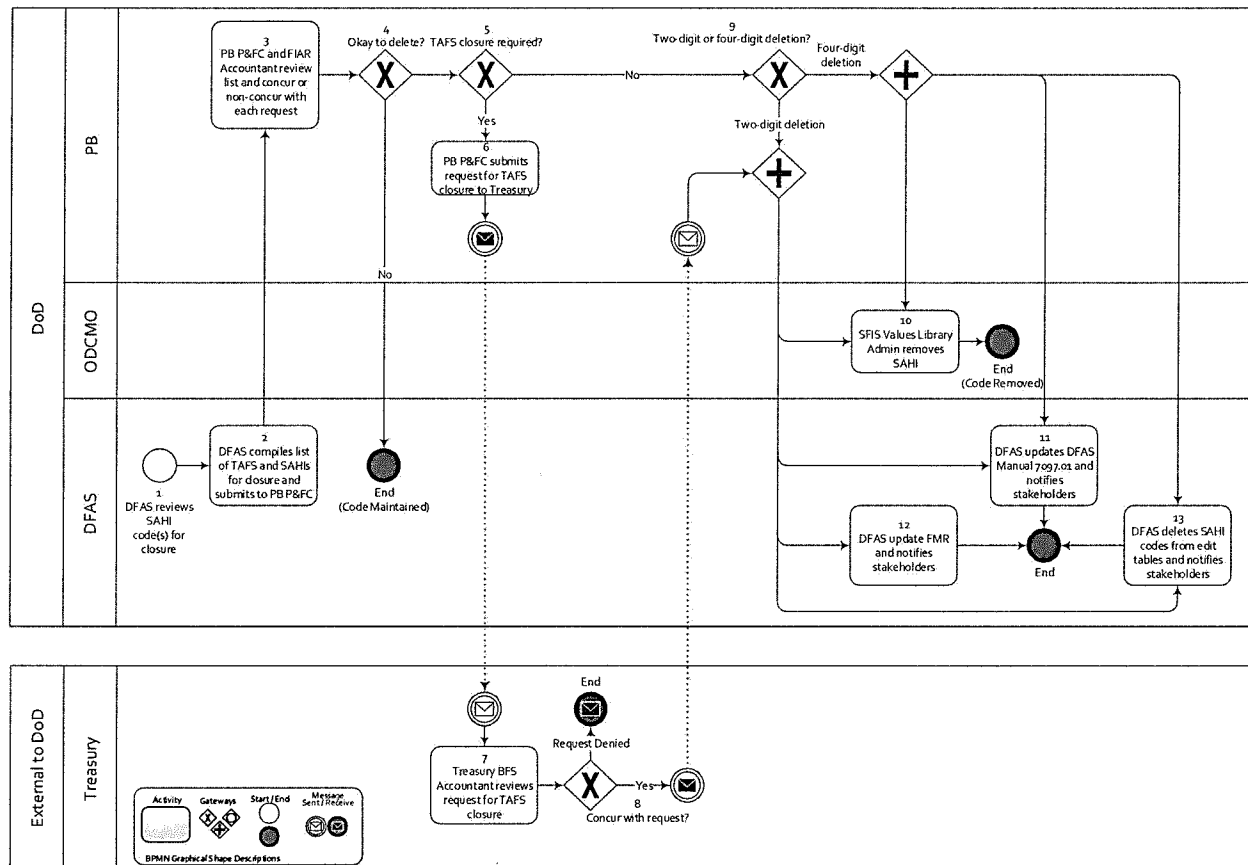 DoD
PB
ODCMO
DFAS
3
PB P&FC and FIAR
Accountant review
list and concur or
non-concur with
each request
4
Okay to delete?
5
TAFS closure required?
No
9
Two-digit or four-digit deletion?
Four-digit
deletion
Yes
Two-digit deletion
6
PB P&FC submits
request for TAFS
closure to Treasury
No
10
SFIS Values Library
Admin removes
SAHI
End
(Code Removed)
1
DFAS reviews
SAHI
code(s) for
closure
2
DFAS compiles list
of TAFS and SAHIs
for closure and
submits to PB P&FC
End
(Code Maintained)
11
DFAS updates DFAS
Manual 7097.01 and
notifies
stakeholders
12
DFAS update FMR
and notifies
stakeholders
End
13
DFAS deletes SAHI
codes from edit
tables and notifies
stakeholders
External to DoD
Treasury
End
Request Denied
7
Treasury BFS
Accountant reviews
request for TAFS
closure
Yes
8
Concur with request?
Activity
Gateways
Start/End
Message
Sent/Receive
BPMN Graphical Shape Descriptions